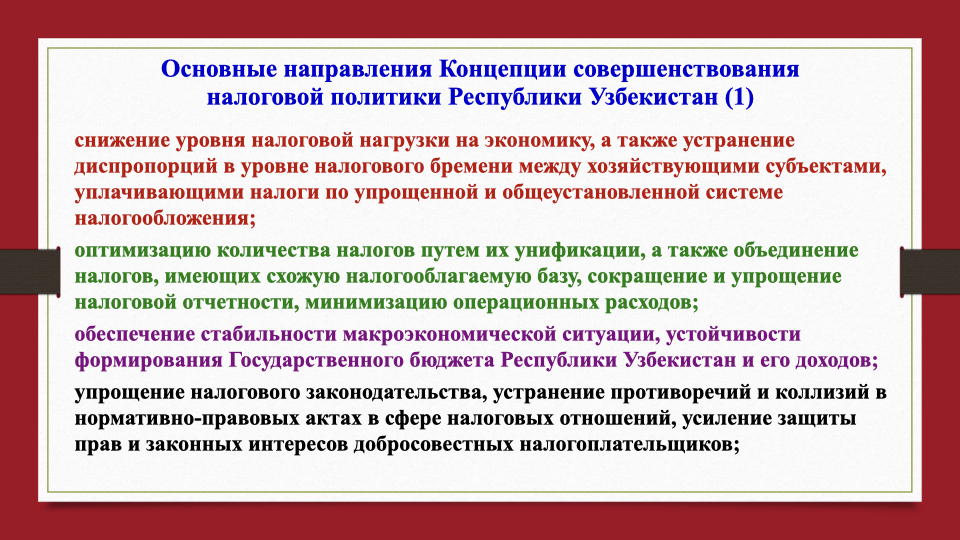 Основные направления Концепции совершенствования
налоговой политики Республики Узбекистан (1)
снижение уровня налоговой нагрузки на экономику, а также устранение
диспропорций в уровне налогового бремени между хозяйствующими субъектами,
уплачивающими налоги по упрощенной и общеустановленной системе
налогообложения;
оптимизацию количества налогов путем их унификации, а также объединение
налогов, имеющих схожую налогооблагаемую базу, сокращение и упрощение
налоговой отчетности, минимизацию операционных расходов;
обеспечение стабильности макроэкономической ситуации, устойчивости
формирования Государственного бюджета Республики Узбекистан и его доходов;
упрощение налогового законодательства, устранение противоречий и коллизий в
нормативно-правовых актах в сфере налоговых отношений, усиление защиты
прав и законных интересов добросовестных налогоплательщиков;